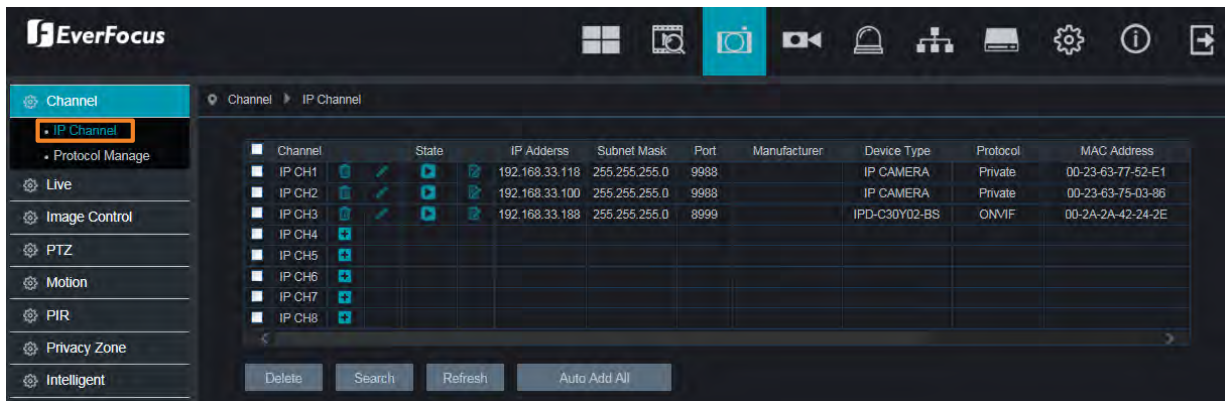 EverFocus
Channel
Channel IP Channel
IP Channel
Protocol Manage
Live
Image Control
PTZ
Motion
PIR
Privacy Zone
Intelligent
Channel State IP Adderss Subnet Mask Port Manufacturer Device Type Protocol MAC Address
IP CH1 192.168.33.118 255.255.255.0 9988 IP CAMERA Private 00-23-63-77-52-E1
IP CH2 192.168.33.100 255.255.255.0 9988 IP CAMERA Private 00-23-63-75-03-86
IP CH3 192.168.33.188 255.255.255.0 8999 IPD-C30Y02-BS ONVIF 00-2A-2A-42-24-2E
IP CH4
IP CH5
IP CH6
IP CH7
IP CH8
Delete Search Refresh Auto Add All